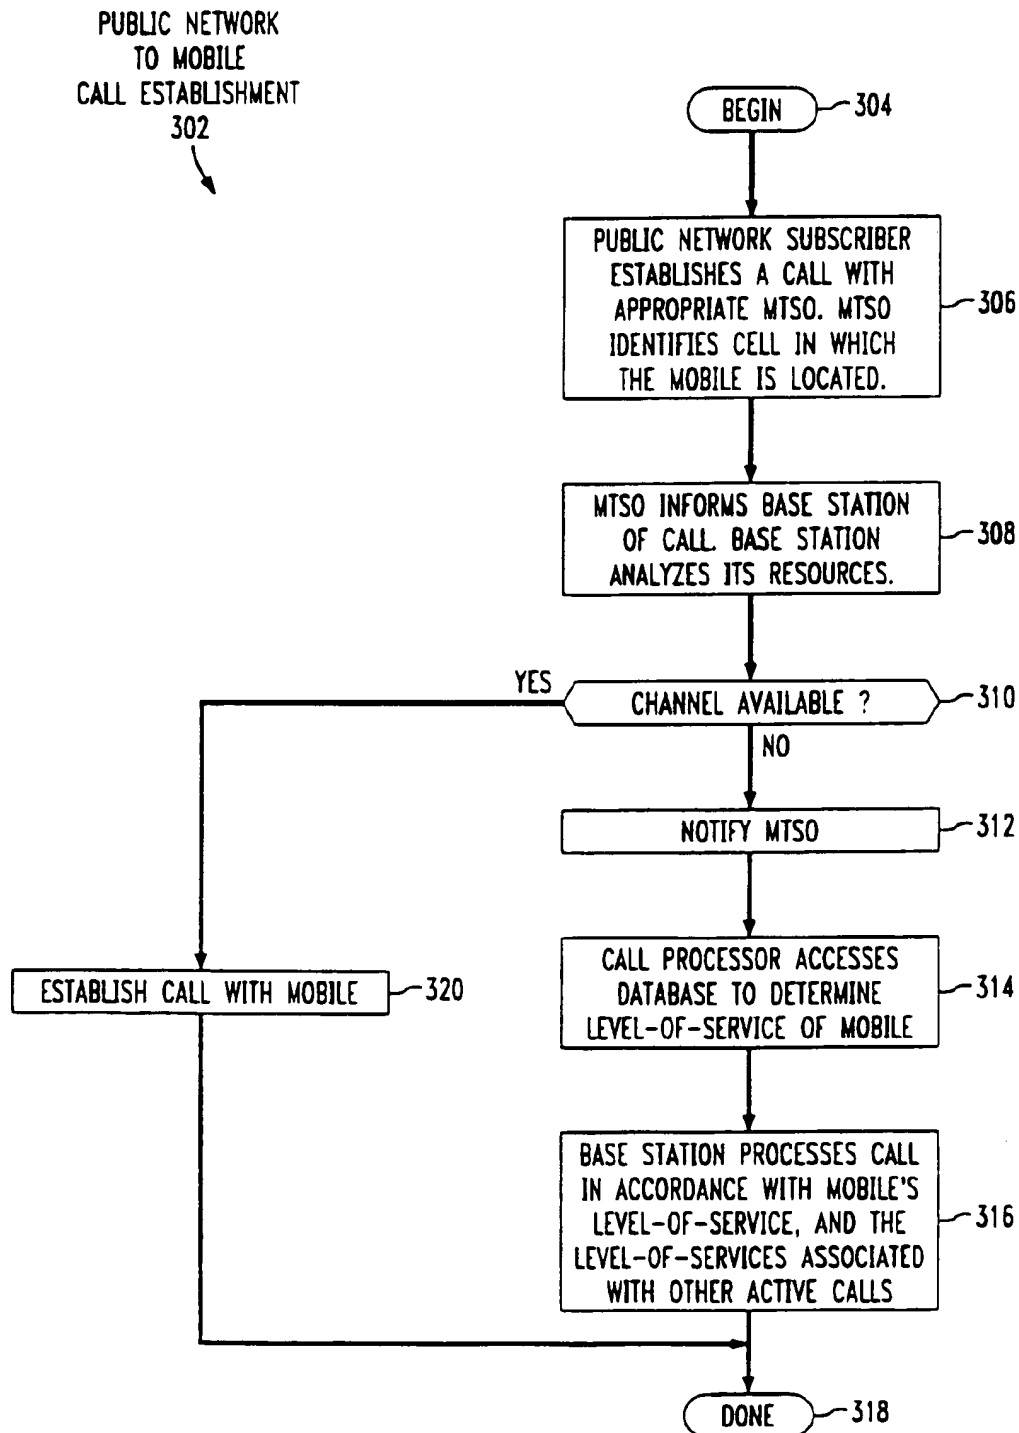 PUBLIC NETWORK
TO MOBILE
CALL ESTABLISHMENT
302
BEGIN
304
PUBLIC NETWORK SUBSCRIBER
ESTABLISHES A CALL WITH
APPROPRIATE MTSO. MTSO
IDENTIFIES CELL IN WHICH
THE MOBILE IS LOCATED.
306
MTSO INFORMS BASE STATION
OF CALL. BASE STATION
ANALYZES ITS RESOURCES.
308
YES
CHANNEL AVAILABLE ?
310
NO
NOTIFY MTSO
312
CALL PROCESSOR ACCESSES
DATABASE TO DETERMINE
LEVEL-OF-SERVICE OF MOBILE
314
ESTABLISH CALL WITH MOBILE
320
BASE STATION PROCESSES CALL
IN ACCORDANCE WITH MOBILE'S
LEVEL-OF-SERVICE, AND THE
LEVEL-OF-SERVICES ASSOCIATED
WITH OTHER ACTIVE CALLS
316
DONE
318